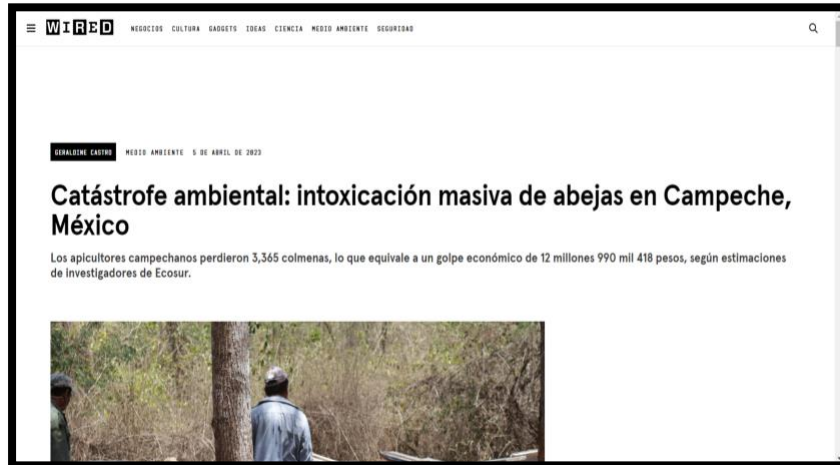 WIRED NEGOCIOS CULTURA GADGETS IDEAS CIENCIA MEDIO AMBIENTE SEGURIDAD
GERALDINE CASTRO MEDIO AMBIENTE 5 DE ABRIL DE 2023
Catástrofe ambiental: intoxicación masiva de abejas en Campeche,
México
Los apicultores campechanos perdieron 3,365 colmenas, lo que equivale a un golpe económico de 12 millones 990 mil 418 pesos, según estimaciones
de investigadores de Ecosur.